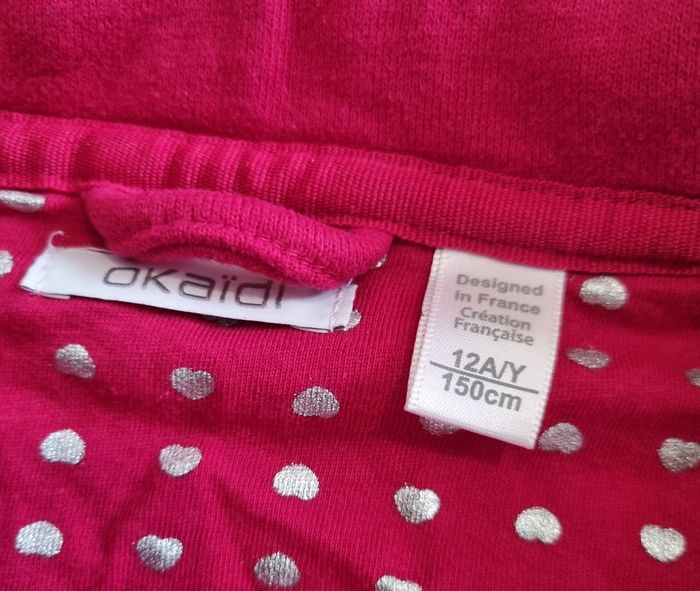 okaïdi
Designed
in France
Création
Française
12A/Y
150cm